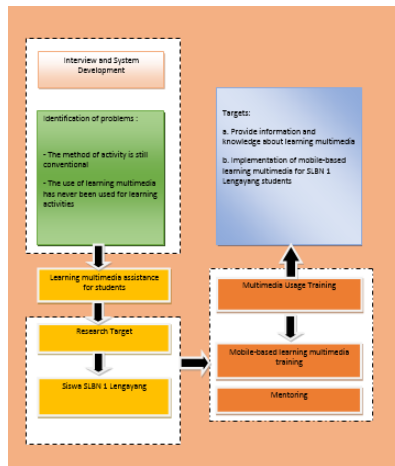 Interview and System
Development
Identification of problems :
- The method of activity is still
conventional
- The use of learning multimedia
has never been used for learning
activities
Learning multimedia assistance
for students
Research Target
Siswa SLBN 1 Lengayang
Targets:
a. Provide information and
knowledge about learning multimedia
b. Implementation of mobile-based
learning multimedia for SLBN 1
Lengayang students
Multimedia Usage Training
Mobile-based learning multimedia
training
Mentoring